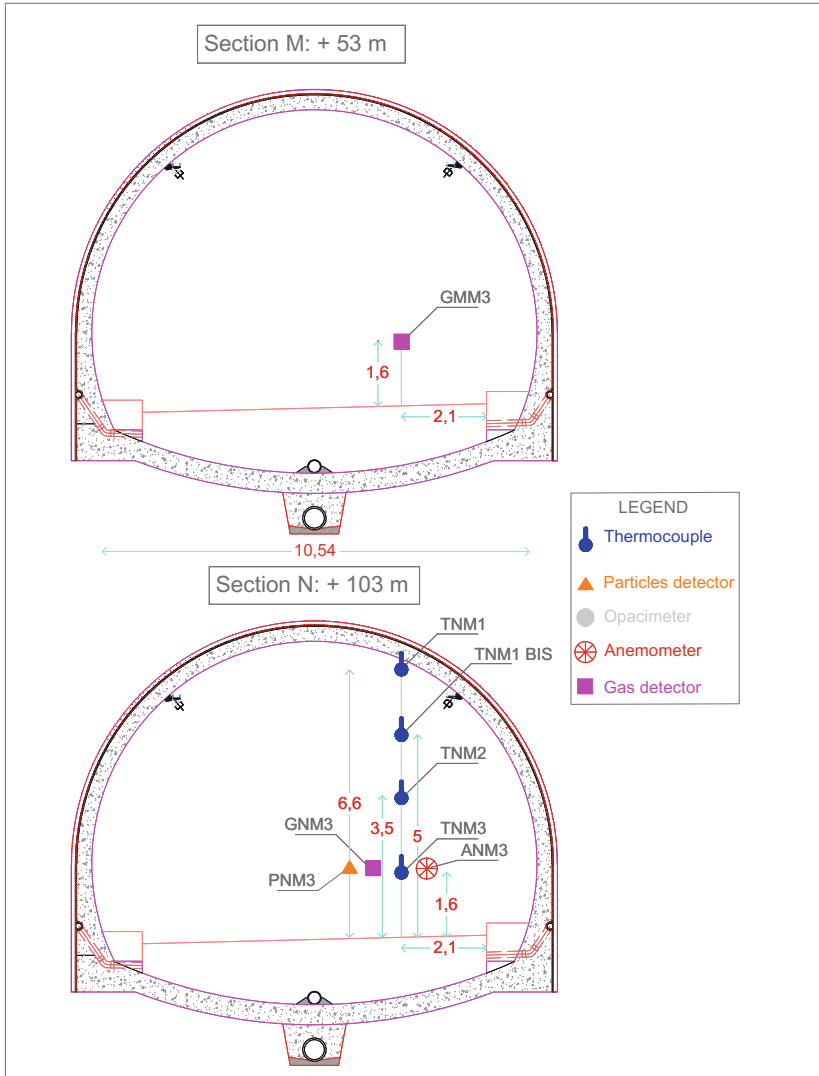 Section M: + 53 m
GMM3
1,6
2,1
10,54
Section N: + 103 m
LEGEND
Thermocouple
Particles detector
Opacimeter
Anemometer
Gas detector
TNM1
TNM1 BIS
TNM2
6,6
3,5
5
GNM3
TNM3
ANM3
PNM3
1,6
2,1